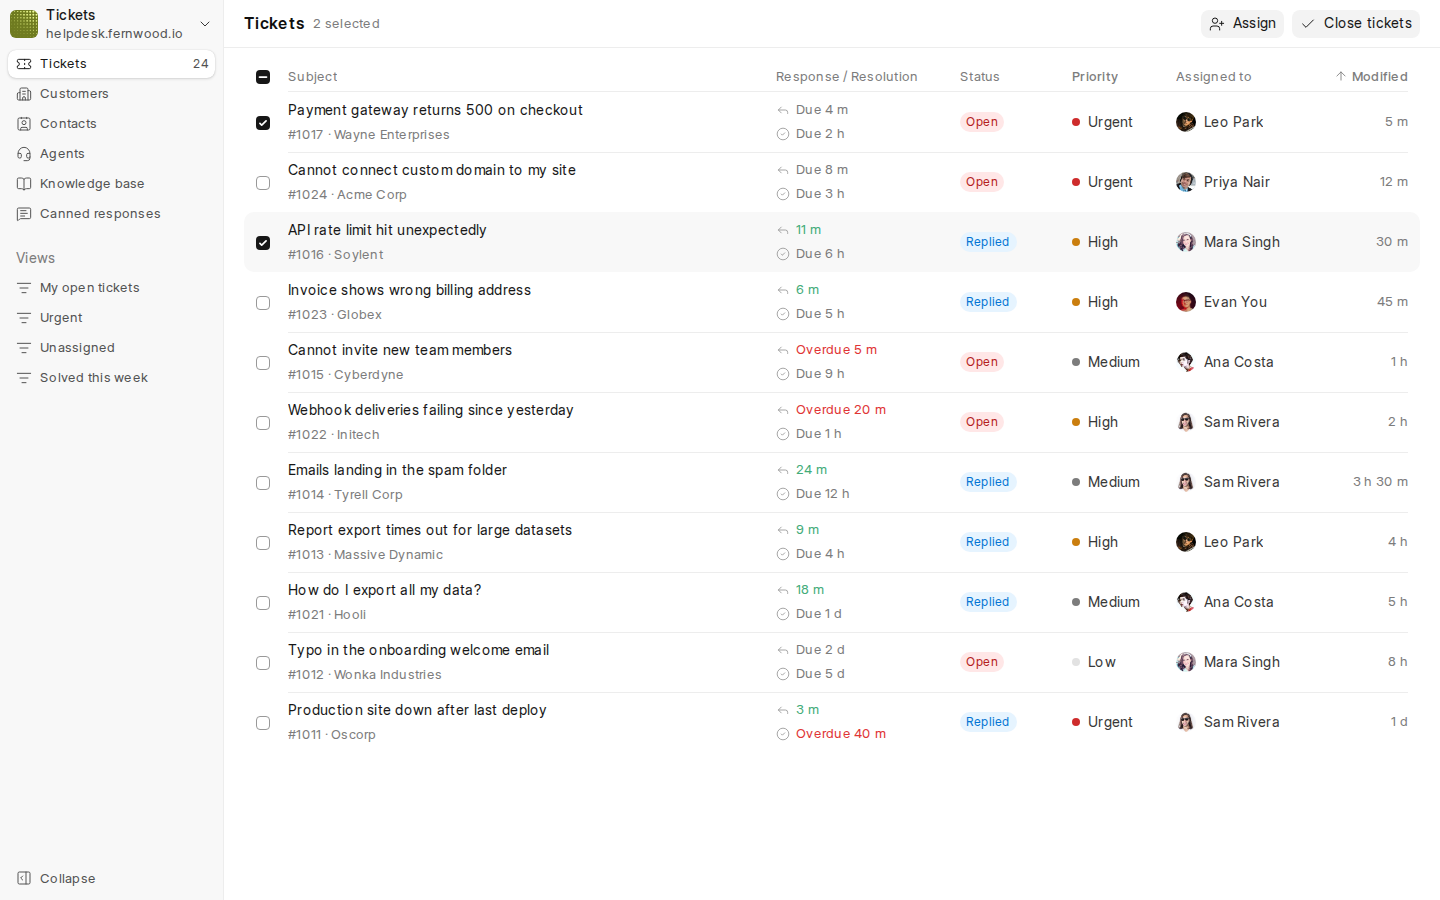 Tickets
helpdesk.fernwood.io
Tickets 24
Customers
Contacts
Agents
Knowledge base
Canned responses
Views
My open tickets
Urgent
Unassigned
Solved this week
Collapse
Tickets 2 selected
Assign
Close tickets
Subject Response / Resolution Status Priority Assigned to Modified
Payment gateway returns 500 on checkout
#1017 · Wayne Enterprises
Due 4 m
Due 2 h
Open Urgent Leo Park 5 m
Cannot connect custom domain to my site
#1024 · Acme Corp
Due 8 m
Due 3 h
Open Urgent Priya Nair 12 m
API rate limit hit unexpectedly
#1016 · Soylent
11 m
Due 6 h
Replied High Mara Singh 30 m
Invoice shows wrong billing address
#1023 · Globex
6 m
Due 5 h
Replied High Evan You 45 m
Cannot invite new team members
#1015 · Cyberdyne
Overdue 5 m
Due 9 h
Open Medium Ana Costa 1 h
Webhook deliveries failing since yesterday
#1022 · Initech
Overdue 20 m
Due 1 h
Open High Sam Rivera 2 h
Emails landing in the spam folder
#1014 · Tyrell Corp
24 m
Due 12 h
Replied Medium Sam Rivera 3 h 30 m
Report export times out for large datasets
#1013 · Massive Dynamic
9 m
Due 4 h
Replied High Leo Park 4 h
How do I export all my data?
#1021 · Hooli
18 m
Due 1 d
Replied Medium Ana Costa 5 h
Typo in the onboarding welcome email
#1012 · Wonka Industries
Due 2 d
Due 5 d
Open Low Mara Singh 8 h
Production site down after last deploy
#1011 · Oscorp
3 m
Overdue 40 m
Replied Urgent Sam Rivera 1 d